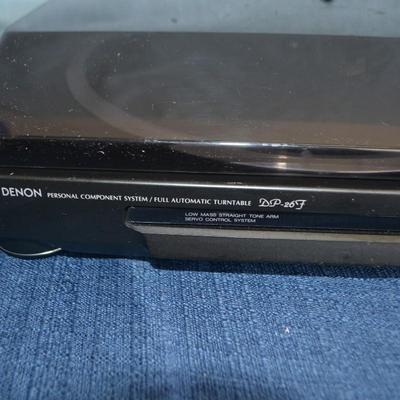 DENON PERSONAL COMPONENT SYSTEM / FULL AUTOMATIC TURNTABLE DP-26F
LOW MASS STRAIGHT TONE ARM
SERVO CONTROL SYSTEM